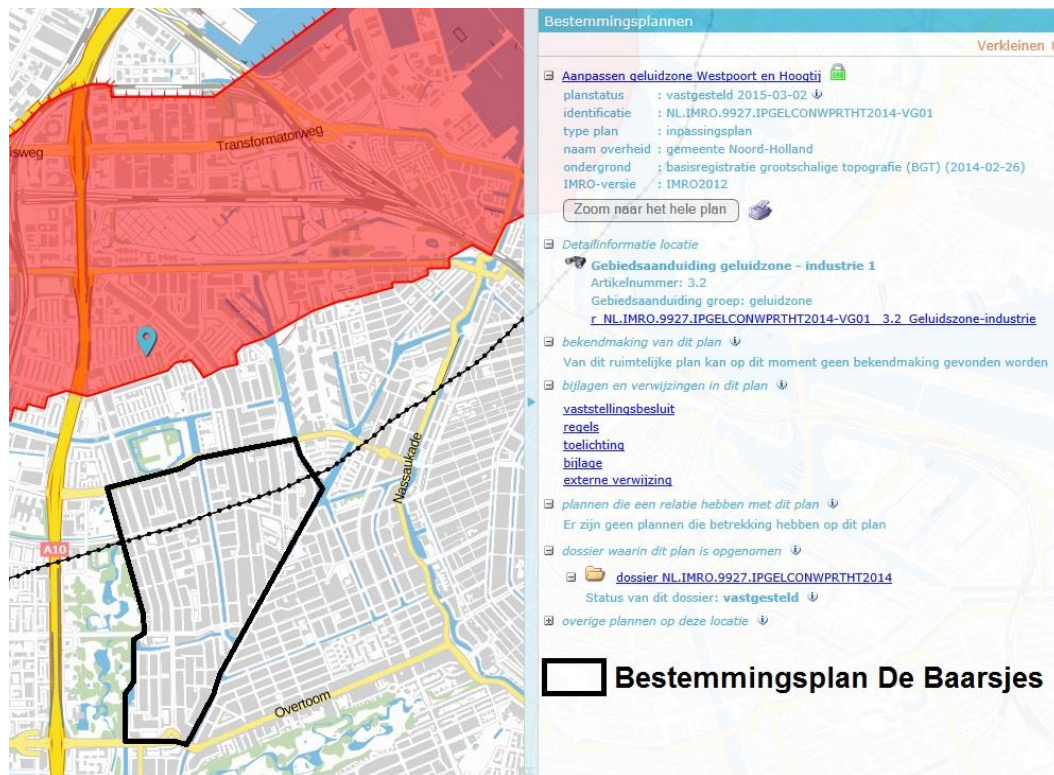 Bestemmingsplannen
Verkleinen
Aanpassen geluidzone Westpoort en Hoogtij
planstatus : vastgesteld 2015-03-02
identificatie : NL.IMRO.9927.IPGELCONWPRTHT2014-VG01
type plan : inpassingsplan
naam overheid : gemeente Noord-Holland
ondergrond : basisregistratie grootschalige topografie (BGT) (2014-02-26)
IMRO-versie : IMRO2012
Zoom naar het hele plan
Detailinformatie locatie
Gebiedsaanduiding geluidzone - industrie 1
Artikelnummer: 3.2
Gebiedsaanduiding groep: geluidzone
r_NL.IMRO.9927.IPGELCONWPRTHT2014-VG01_3.2_Geluidszone-industrie
bekendmaking van dit plan
Van dit ruimtelijke plan kan op dit moment geen bekendmaking gevonden worden
bijlagen en verwijzingen in dit plan
vaststellingsbesluit
regels
toelichting
bijlage
externe verwijzing
plannen die een relatie hebben met dit plan
Er zijn geen plannen die betrekking hebben op dit plan
dossier waarin dit plan is opgenomen
dossier NL.IMRO.9927.IPGELCONWPRTHT2014
Status van dit dossier: vastgesteld
overige plannen op deze locatie
Bestemmingsplan De Baarsjes
Transformatorweg
sweg
Nassaukade
A10
Overtoom